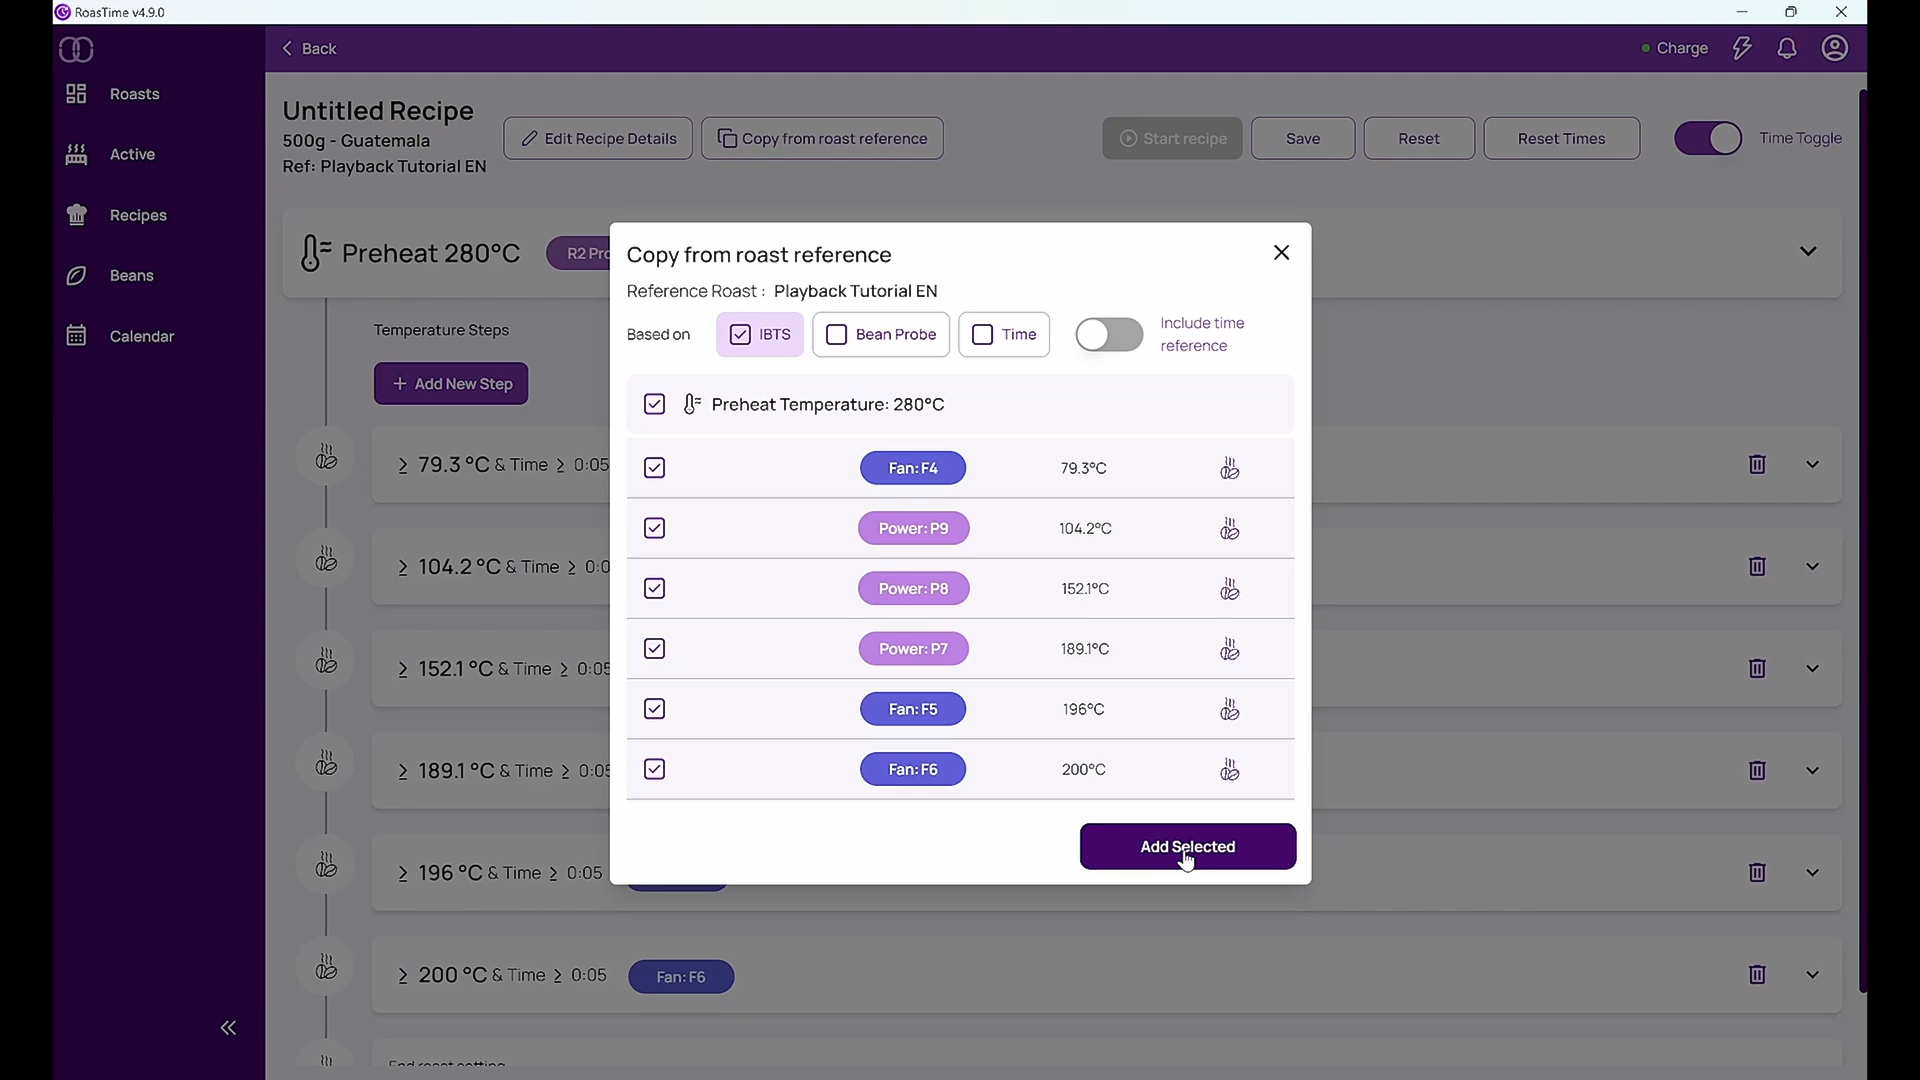 RoasTime v4.9.0
Back
Charge
Roasts
Active
Recipes
Beans
Calendar
Untitled Recipe
500g - Guatemala
Ref: Playback Tutorial EN
Edit Recipe Details
Copy from roast reference
Start recipe
Save
Reset
Reset Times
Time Toggle
Preheat 280°C
R2 Pro
Temperature Steps
+ Add New Step
≥ 79.3 °C & Time ≥ 0:05
≥ 104.2 °C & Time ≥ 0:0
≥ 152.1 °C & Time ≥ 0:05
≥ 189.1 °C & Time ≥ 0:05
≥ 196 °C & Time ≥ 0:05
≥ 200 °C & Time ≥ 0:05 Fan: F6
Copy from roast reference
Reference Roast : Playback Tutorial EN
Based on IBTS Bean Probe Time
Include time
reference
Preheat Temperature: 280°C
Fan: F4 79.3°C
Power: P9 104.2°C
Power: P8 152.1°C
Power: P7 189.1°C
Fan: F5 196°C
Fan: F6 200°C
Add Selected